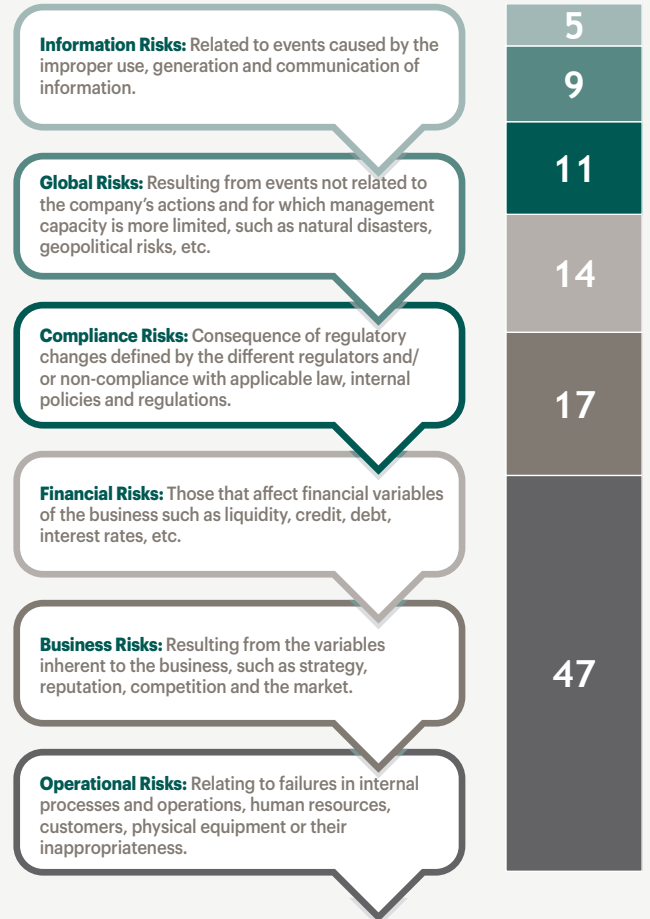 Information Risks: Related to events caused by the
improper use, generation and communication of
information.
Global Risks: Resulting from events not related to
the company's actions and for which management
capacity is more limited, such as natural disasters,
geopolitical risks, etc.
Compliance Risks: Consequence of regulatory
changes defined by the different regulators and/
or non-compliance with applicable law, internal
policies and regulations.
Financial Risks: Those that affect financial variables
of the business such as liquidity, credit, debt,
interest rates, etc.
Business Risks: Resulting from the variables
inherent to the business, such as strategy,
reputation, competition and the market.
Operational Risks: Relating to failures in internal
processes and operations, human resources,
customers, physical equipment or their
inappropriateness.
5
9
11
14
17
47